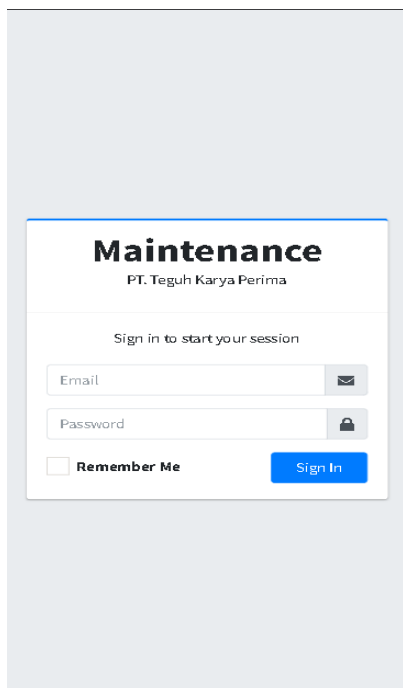 Maintenance
PT. Teguh Karya Perima
Sign in to start your session
Email
Password
Remember Me
Sign In